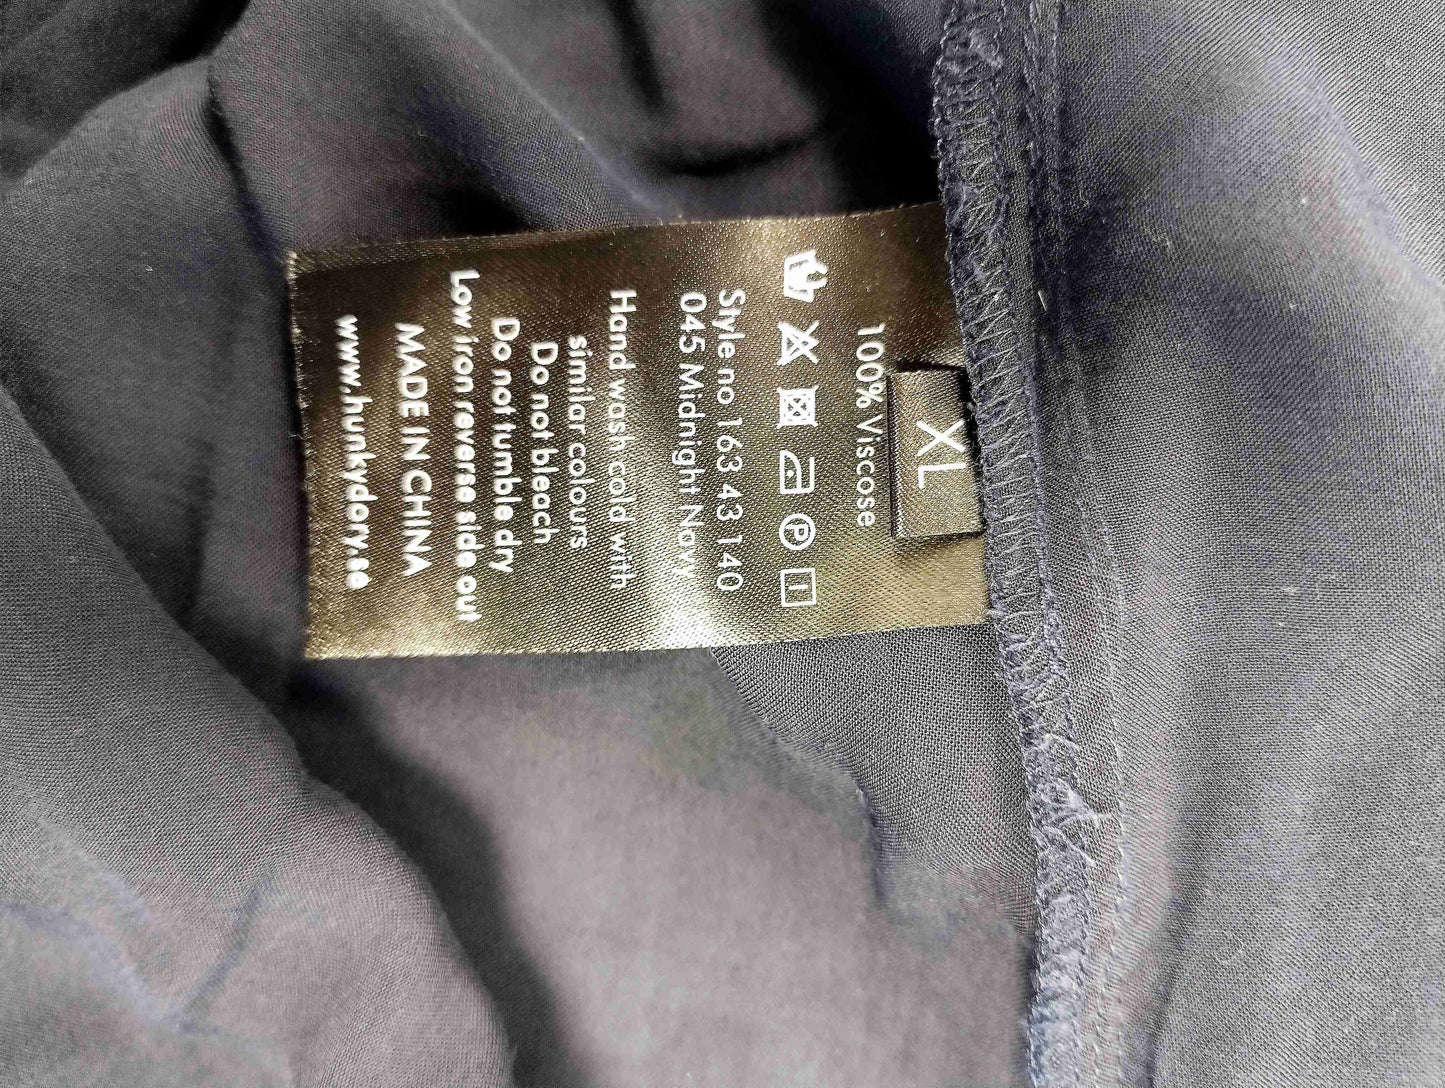 XL
100% Viscose
P
Style no 163 43 140
045 Midnight Navy
Hand wash cold with
similar colours
Do not bleach
Do not tumble dry
Low iron reverse side out
MADE IN CHINA
www.hunkydory.se